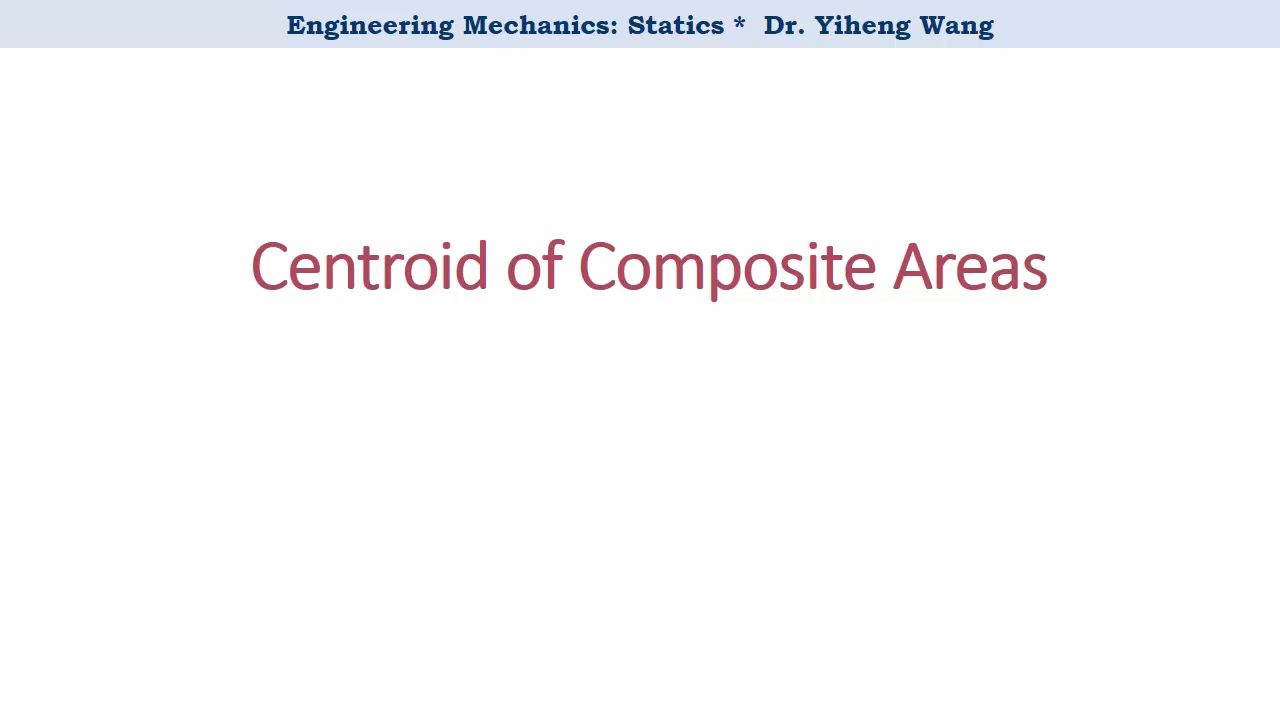 Engineering Mechanics: Statics * Dr. Yiheng Wang
Centroid of Composite Areas